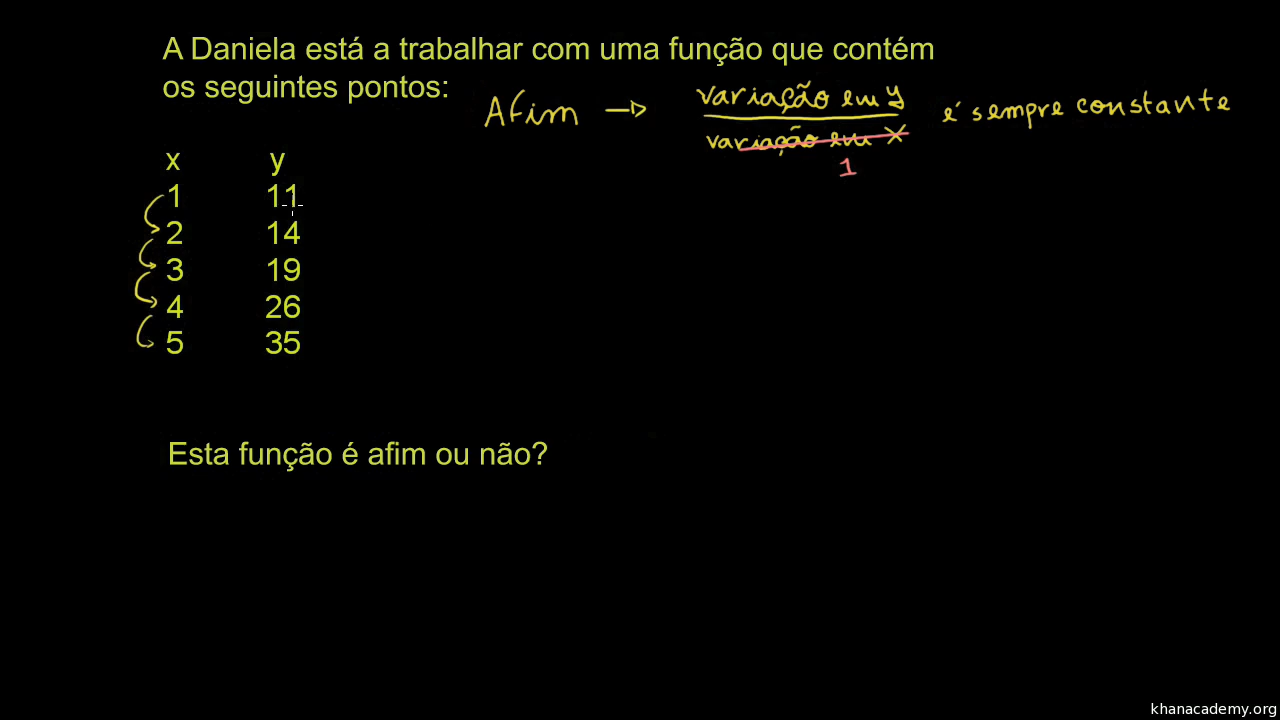 A Daniela está a trabalhar com uma função que contém
os seguintes pontos:
Afim → variação em y é sempre constante
variação em x
1
x y
1 11
2 14
3 19
4 26
5 35
Esta função é afim ou não?
khanacademy.org